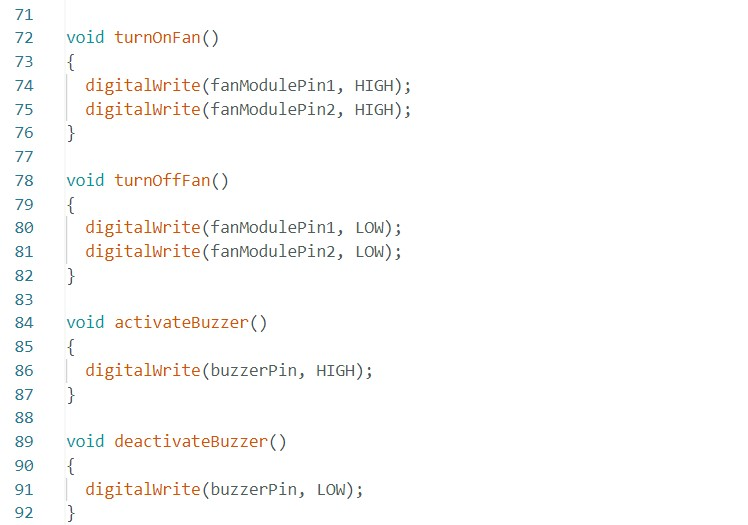 71
72 void turnOnFan()
73 {
74 digitalWrite(fanModulePin1, HIGH);
75 digitalWrite(fanModulePin2, HIGH);
76 }
77
78 void turnOffFan()
79 {
80 digitalWrite(fanModulePin1, LOW);
81 digitalWrite(fanModulePin2, LOW);
82 }
83
84 void activateBuzzer()
85 {
86 digitalWrite(buzzerPin, HIGH);
87 }
88
89 void deactivateBuzzer()
90 {
91 digitalWrite(buzzerPin, LOW);
92 }